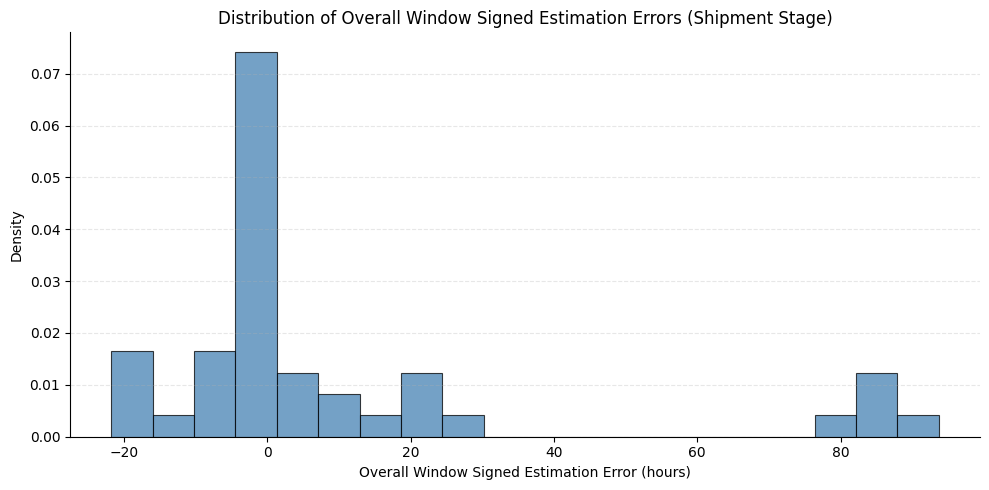 Distribution of Overall Window Signed Estimation Errors (Shipment Stage)
Density
0.07
0.06
0.05
0.04
0.03
0.02
0.01
0.00
−20 0 20 40 60 80
Overall Window Signed Estimation Error (hours)